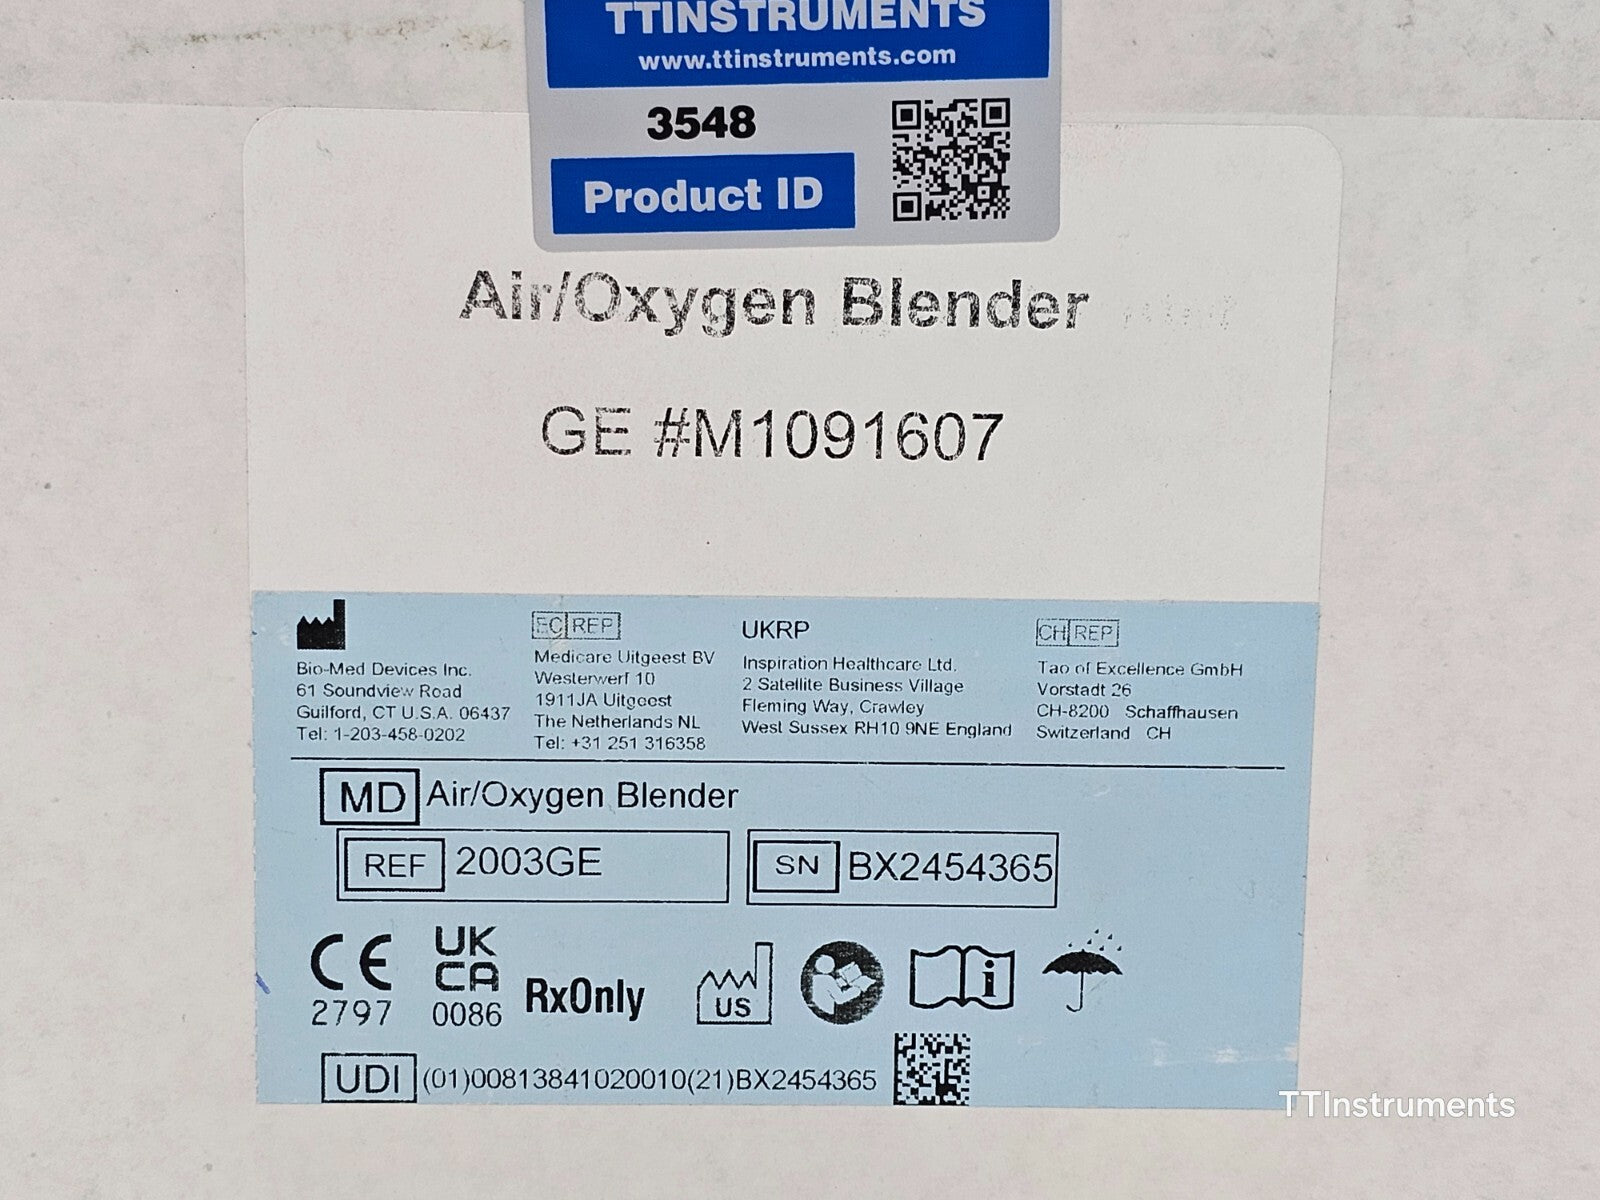 TTINSTRUMENTS
www.ttinstruments.com
3548
Product ID
Air/Oxygen Blender
GE #M1091607
Bio-Med Devices Inc.
61 Soundview Road
Guilford, CT U.S.A. 06437
Tel: 1-203-458-0202
EC REP
Medicare Uitgeest BV
Westerwerf 10
1911JA Uitgeest
The Netherlands NL
Tel: +31 251 316358
UKRP
Inspiration Healthcare Ltd.
2 Satellite Business Village
Fleming Way, Crawley
West Sussex RH10 9NE England
CH REP
Tao of Excellence GmbH
Vorstadt 26
CH-8200 Schaffhausen
Switzerland CH
MD Air/Oxygen Blender
REF 2003GE
SN BX2454365
CE
2797
UK
CA
0086
RxOnly
US
i
UDI (01)00813841020010(21)BX2454365
TTInstruments